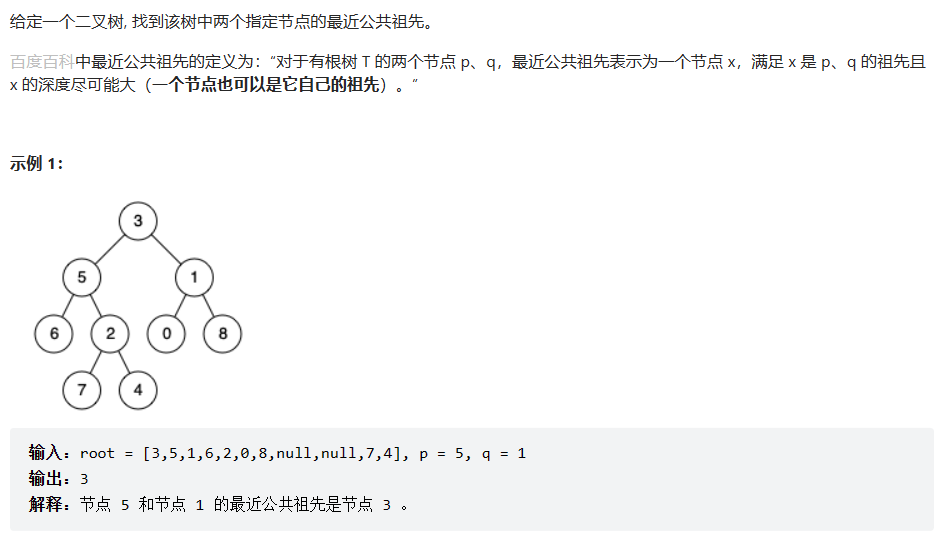 给定一个二叉树, 找到该树中两个指定节点的最近公共祖先。
百度百科中最近公共祖先的定义为：“对于有根树 T 的两个节点 p、q，最近公共祖先表示为一个节点 x，满足 x 是 p、q 的祖先且
x 的深度尽可能大（一个节点也可以是它自己的祖先）。”
示例 1：
3
5 1
6 2 0 8
7 4
输入：root = [3,5,1,6,2,0,8,null,null,7,4], p = 5, q = 1
输出：3
解释：节点 5 和节点 1 的最近公共祖先是节点 3 。